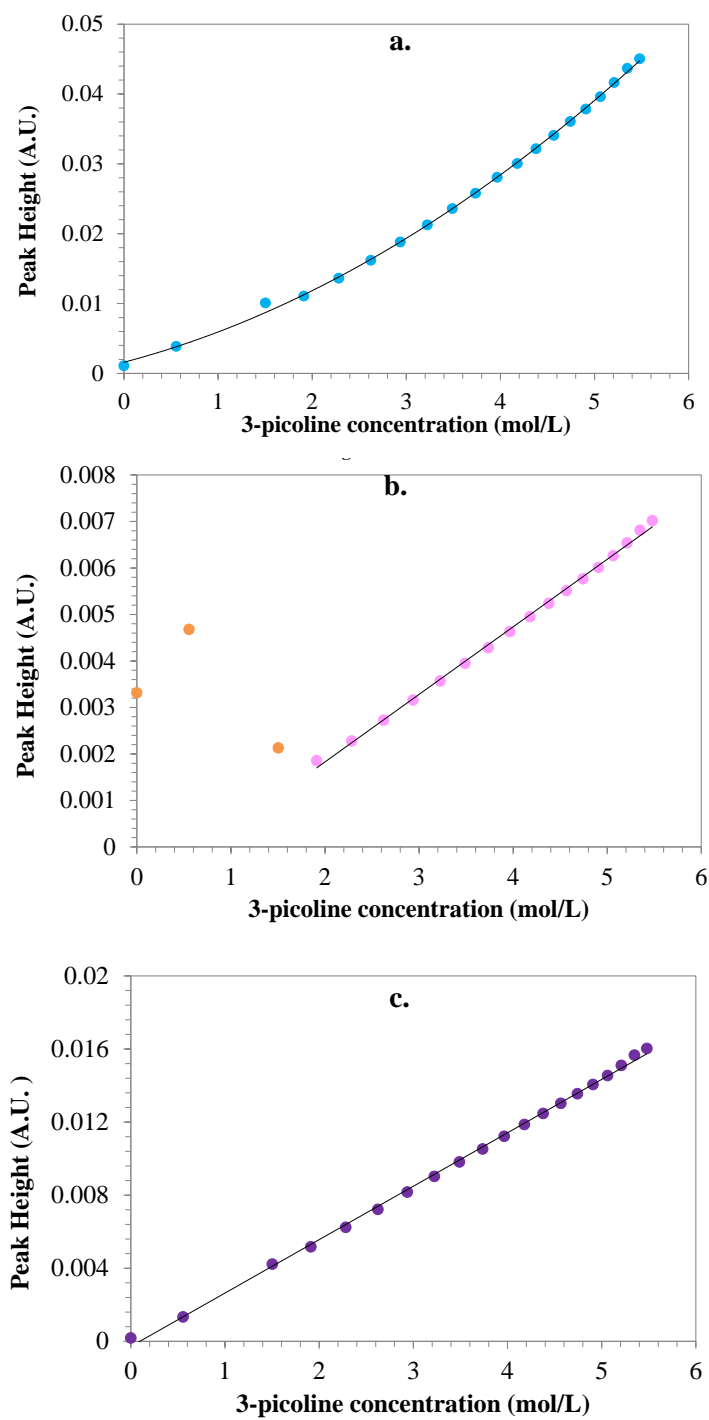 a.
Peak Height (A.U.)
0.05
0.04
0.03
0.02
0.01
0
0 1 2 3 4 5 6
3-picoline concentration (mol/L)
b.
Peak Height (A.U.)
0.008
0.007
0.006
0.005
0.004
0.003
0.002
0.001
0
0 1 2 3 4 5 6
3-picoline concentration (mol/L)
c.
Peak Height (A.U. )
0.02
0.016
0.012
0.008
0.004
0
0 1 2 3 4 5 6
3-picoline concentration (mol/L)